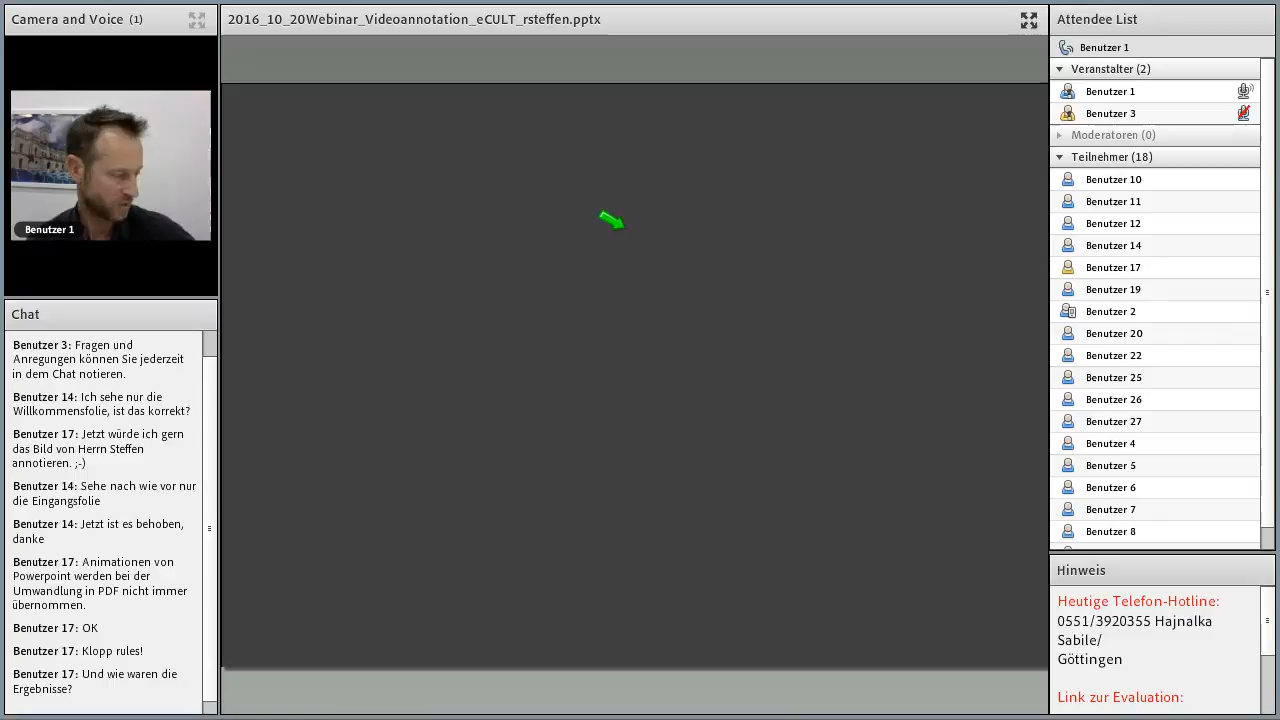 Camera and Voice (1)
Benutzer 1
Chat
Benutzer 3: Fragen und
Anregungen können Sie jederzeit
in dem Chat notieren.
Benutzer 14: Ich sehe nur die
Willkommensfolie, ist das korrekt?
Benutzer 17: Jetzt würde ich gern
das Bild von Herrn Steffen
annotieren. ;-)
Benutzer 14: Sehe nach wie vor nur
die Eingangsfolie
Benutzer 14: Jetzt ist es behoben,
danke
Benutzer 17: Animationen von
Powerpoint werden bei der
Umwandlung in PDF nicht immer
übernommen.
Benutzer 17: OK
Benutzer 17: Klopp rules!
Benutzer 17: Und wie waren die
Ergebnisse?
2016_10_20Webinar_Videoannotation_eCULT_rsteffen.pptx
Attendee List
Benutzer 1
Veranstalter (2)
Benutzer 1
Benutzer 3
Moderatoren (0)
Teilnehmer (18)
Benutzer 10
Benutzer 11
Benutzer 12
Benutzer 14
Benutzer 17
Benutzer 19
Benutzer 2
Benutzer 20
Benutzer 22
Benutzer 25
Benutzer 26
Benutzer 27
Benutzer 4
Benutzer 5
Benutzer 6
Benutzer 7
Benutzer 8
Hinweis
Heutige Telefon-Hotline:
0551/3920355 Hajnalka
Sabile/
Göttingen
Link zur Evaluation: